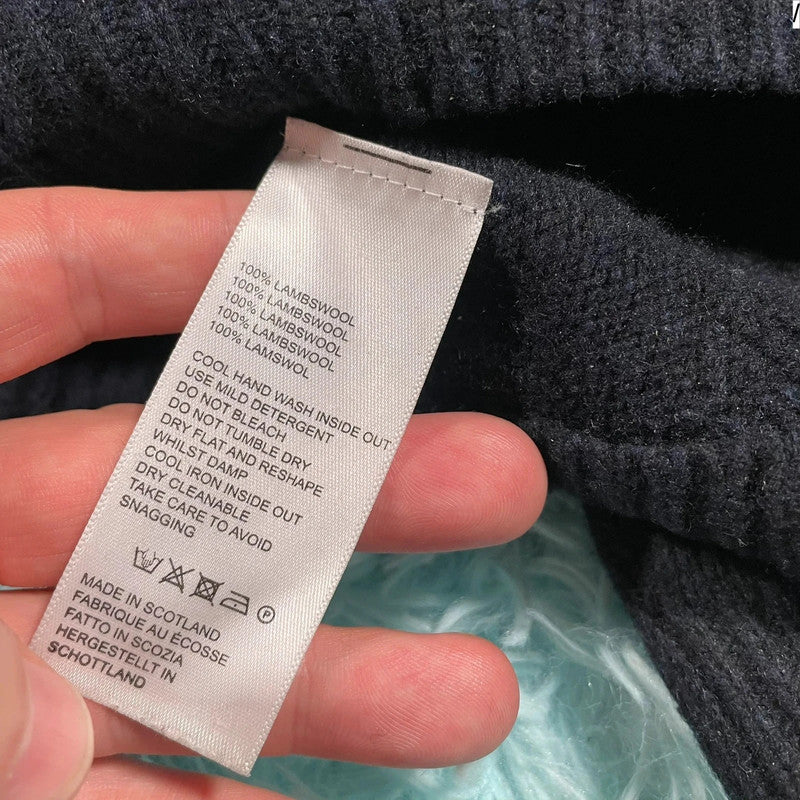 100% LAMBSWOOL
100% LAMBSWOOL
100% LAMBSWOOL
100% LAMBSWOOL
100% LAMSWOL
COOL HAND WASH INSIDE OUT
USE MILD DETERGENT
DO NOT BLEACH
DO NOT TUMBLE DRY
DRY FLAT AND RESHAPE
WHILST DAMP
COOL IRON INSIDE OUT
DRY CLEANABLE
TAKE CARE TO AVOID
SNAGGING
P
MADE IN SCOTLAND
FABRIQUE AU ÉCOSSE
FATTO IN SCOZIA
HERGESTELLT IN
SCHOTTLAND